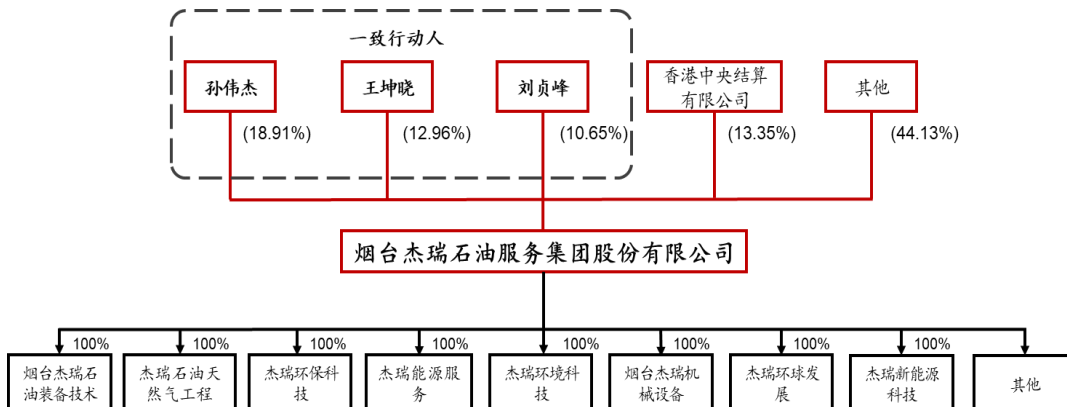 一致行动人
孙伟杰
王坤晓
刘贞峰
香港中央结算
有限公司
其他
(18.91%)
(12.96%)
(10.65%)
(13.35%)
(44.13%)
烟台杰瑞石油服务集团股份有限公司
100%
100%
100%
100%
100%
100%
100%
100%
烟台杰瑞石
油装备技术
杰瑞石油天
然气工程
杰瑞环保科
技
杰瑞能源服
务
杰瑞环境科
技
烟台杰瑞机
械设备
杰瑞环球发
展
杰瑞新能源
科技
其他